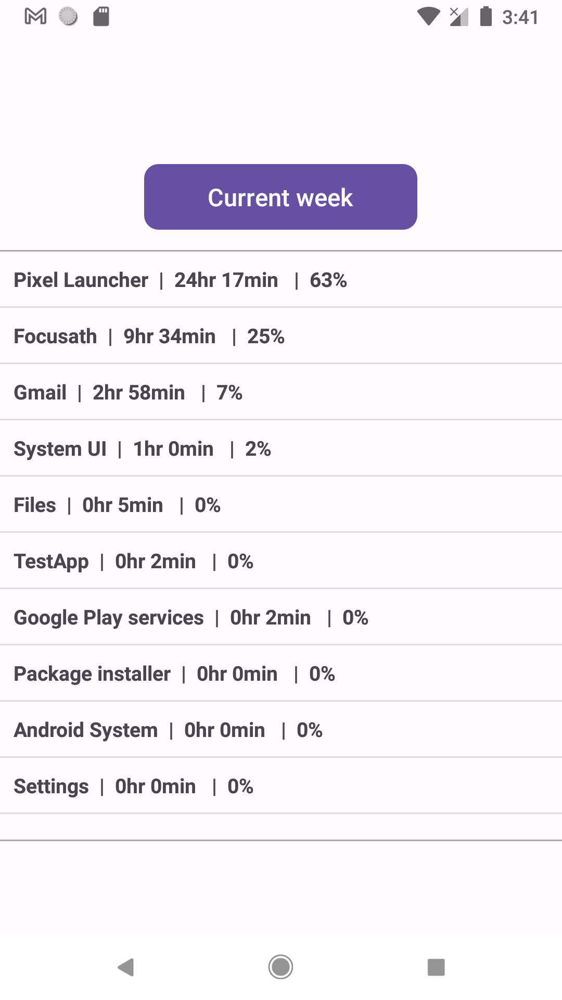 3:41
Current week
Pixel Launcher | 24hr 17min | 63%
Focusath | 9hr 34min | 25%
Gmail | 2hr 58min | 7%
System UI | 1hr 0min | 2%
Files | 0hr 5min | 0%
TestApp | 0hr 2min | 0%
Google Play services | 0hr 2min | 0%
Package installer | 0hr 0min | 0%
Android System | 0hr 0min | 0%
Settings | 0hr 0min | 0%